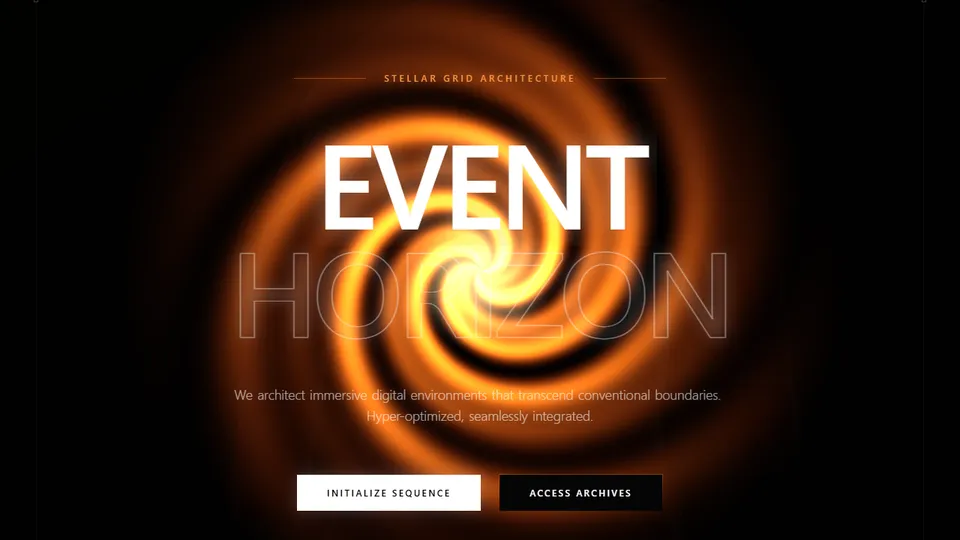 STELLAR GRID ARCHITECTURE
EVENT
HORIZON
We architect immersive digital environments that transcend conventional boundaries.
Hyper-optimized, seamlessly integrated.
INITIALIZE SEQUENCE
ACCESS ARCHIVES